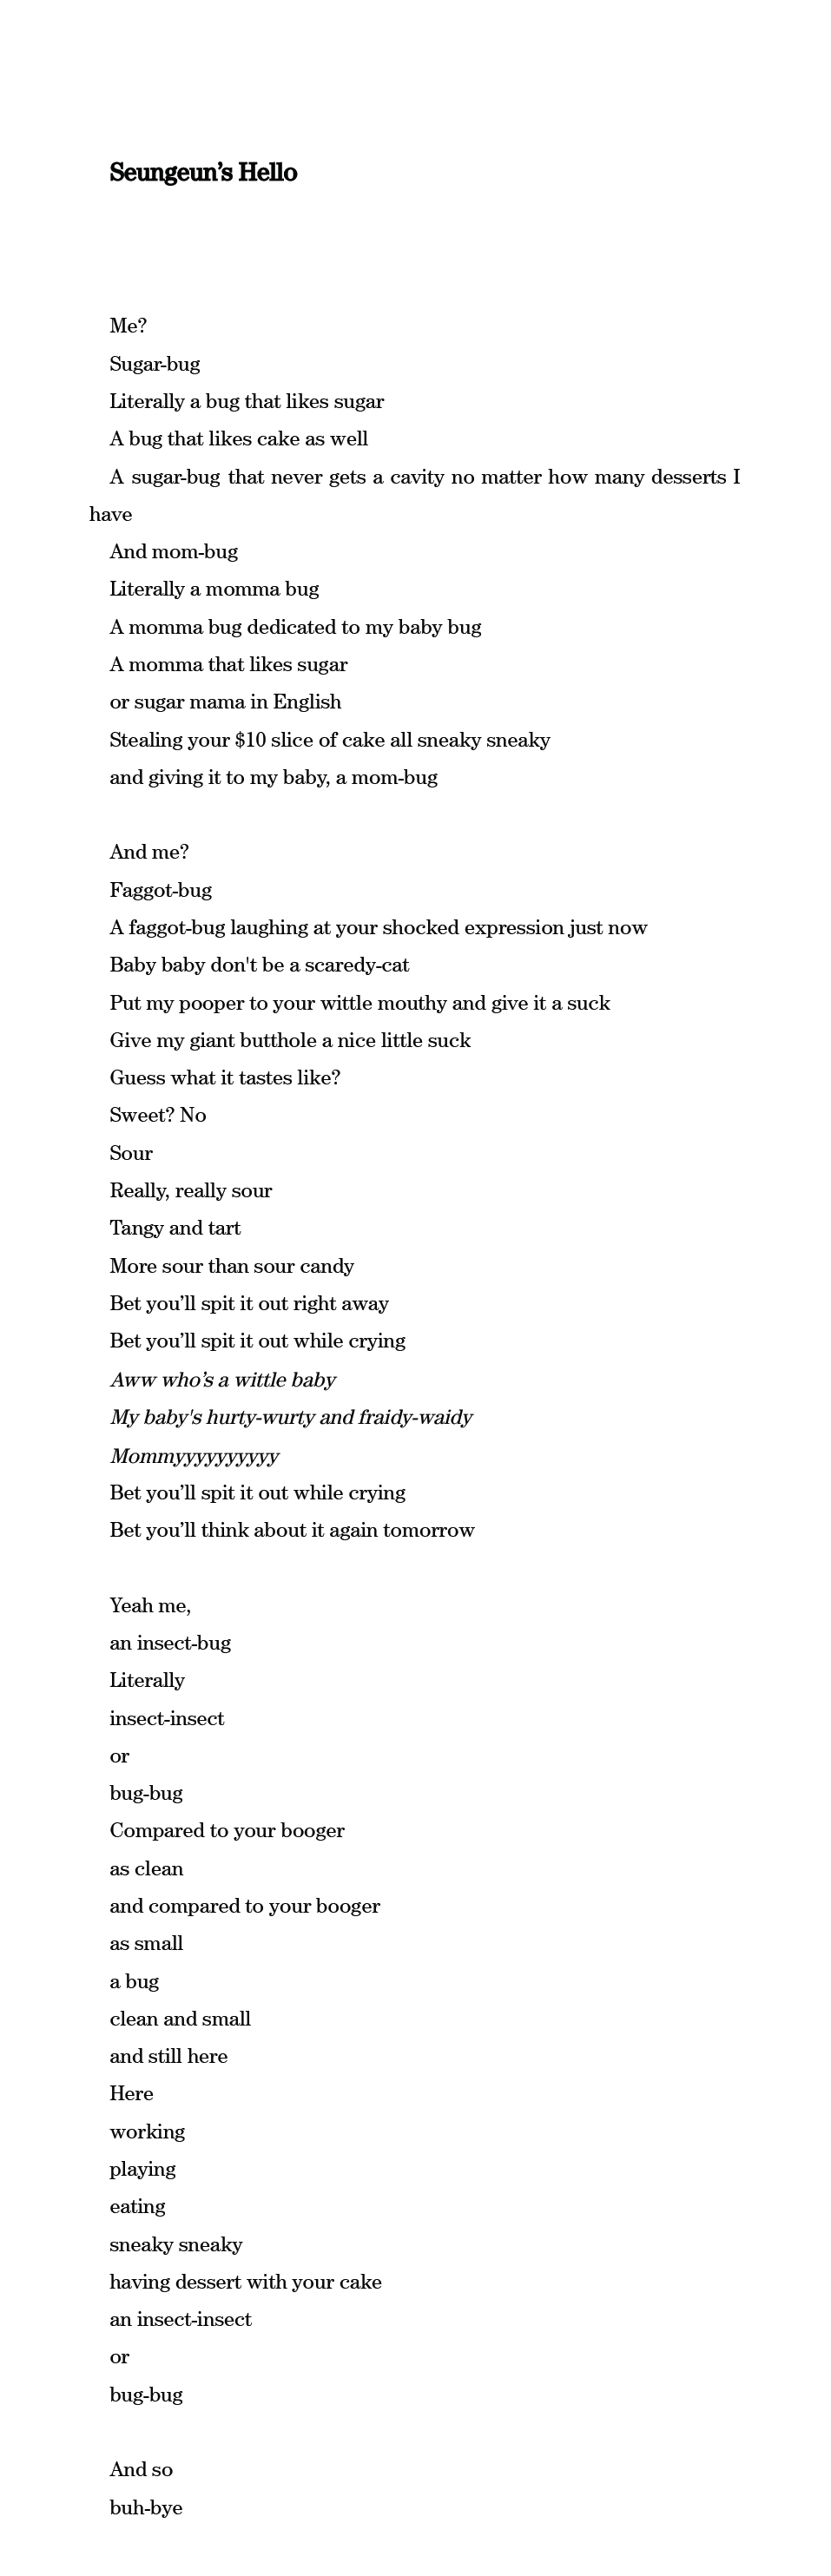 Seungeun’s Hello
Me?
Sugar-bug
Literally a bug that likes sugar
A bug that likes cake as well
A sugar-bug that never gets a cavity no matter how many desserts I
have
And mom-bug
Literally a momma bug
A momma bug dedicated to my baby bug
A momma that likes sugar
or sugar mama in English
Stealing your $10 slice of cake all sneaky sneaky
and giving it to my baby, a mom-bug
And me?
Faggot-bug
A faggot-bug laughing at your shocked expression just now
Baby baby don't be a scaredy-cat
Put my pooper to your wittle mouthy and give it a suck
Give my giant butthole a nice little suck
Guess what it tastes like?
Sweet? No
Sour
Really, really sour
Tangy and tart
More sour than sour candy
Bet you’ll spit it out right away
Bet you’ll spit it out while crying
Aww who’s a wittle baby
My baby's hurty-wurty and fraidy-waidy
Mommyyyyyyyyyy
Bet you’ll spit it out while crying
Bet you’ll think about it again tomorrow
Yeah me,
an insect-bug
Literally
insect-insect
or
bug-bug
Compared to your booger
as clean
and compared to your booger
as small
a bug
clean and small
and still here
Here
working
playing
eating
sneaky sneaky
having dessert with your cake
an insect-insect
or
bug-bug
And so
buh-bye